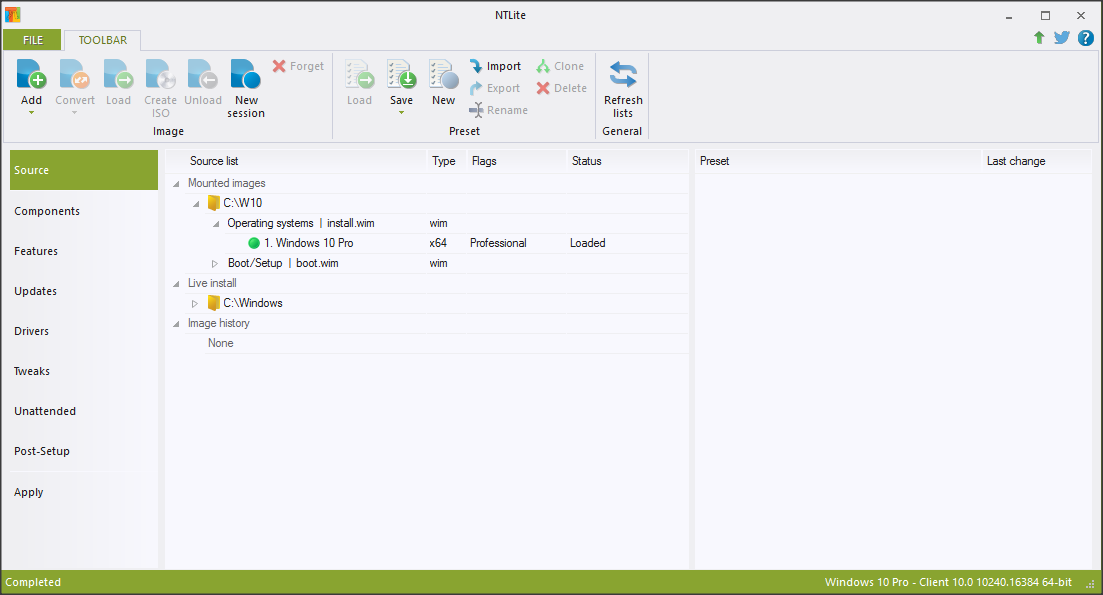 NTLite
FILE TOOLBAR
Add Convert Load Create ISO Unload New session Forget
Image
Load Save New Import Export Rename Clone Delete
Preset
Refresh lists
General
Source
Components
Features
Updates
Drivers
Tweaks
Unattended
Post-Setup
Apply
Source list Type Flags Status
Mounted images
C:\W10
Operating systems | install.wim wim
1. Windows 10 Pro x64 Professional Loaded
Boot/Setup | boot.wim wim
Live install
C:\Windows
Image history
None
Preset Last change
Completed Windows 10 Pro - Client 10.0 10240.16384 64-bit